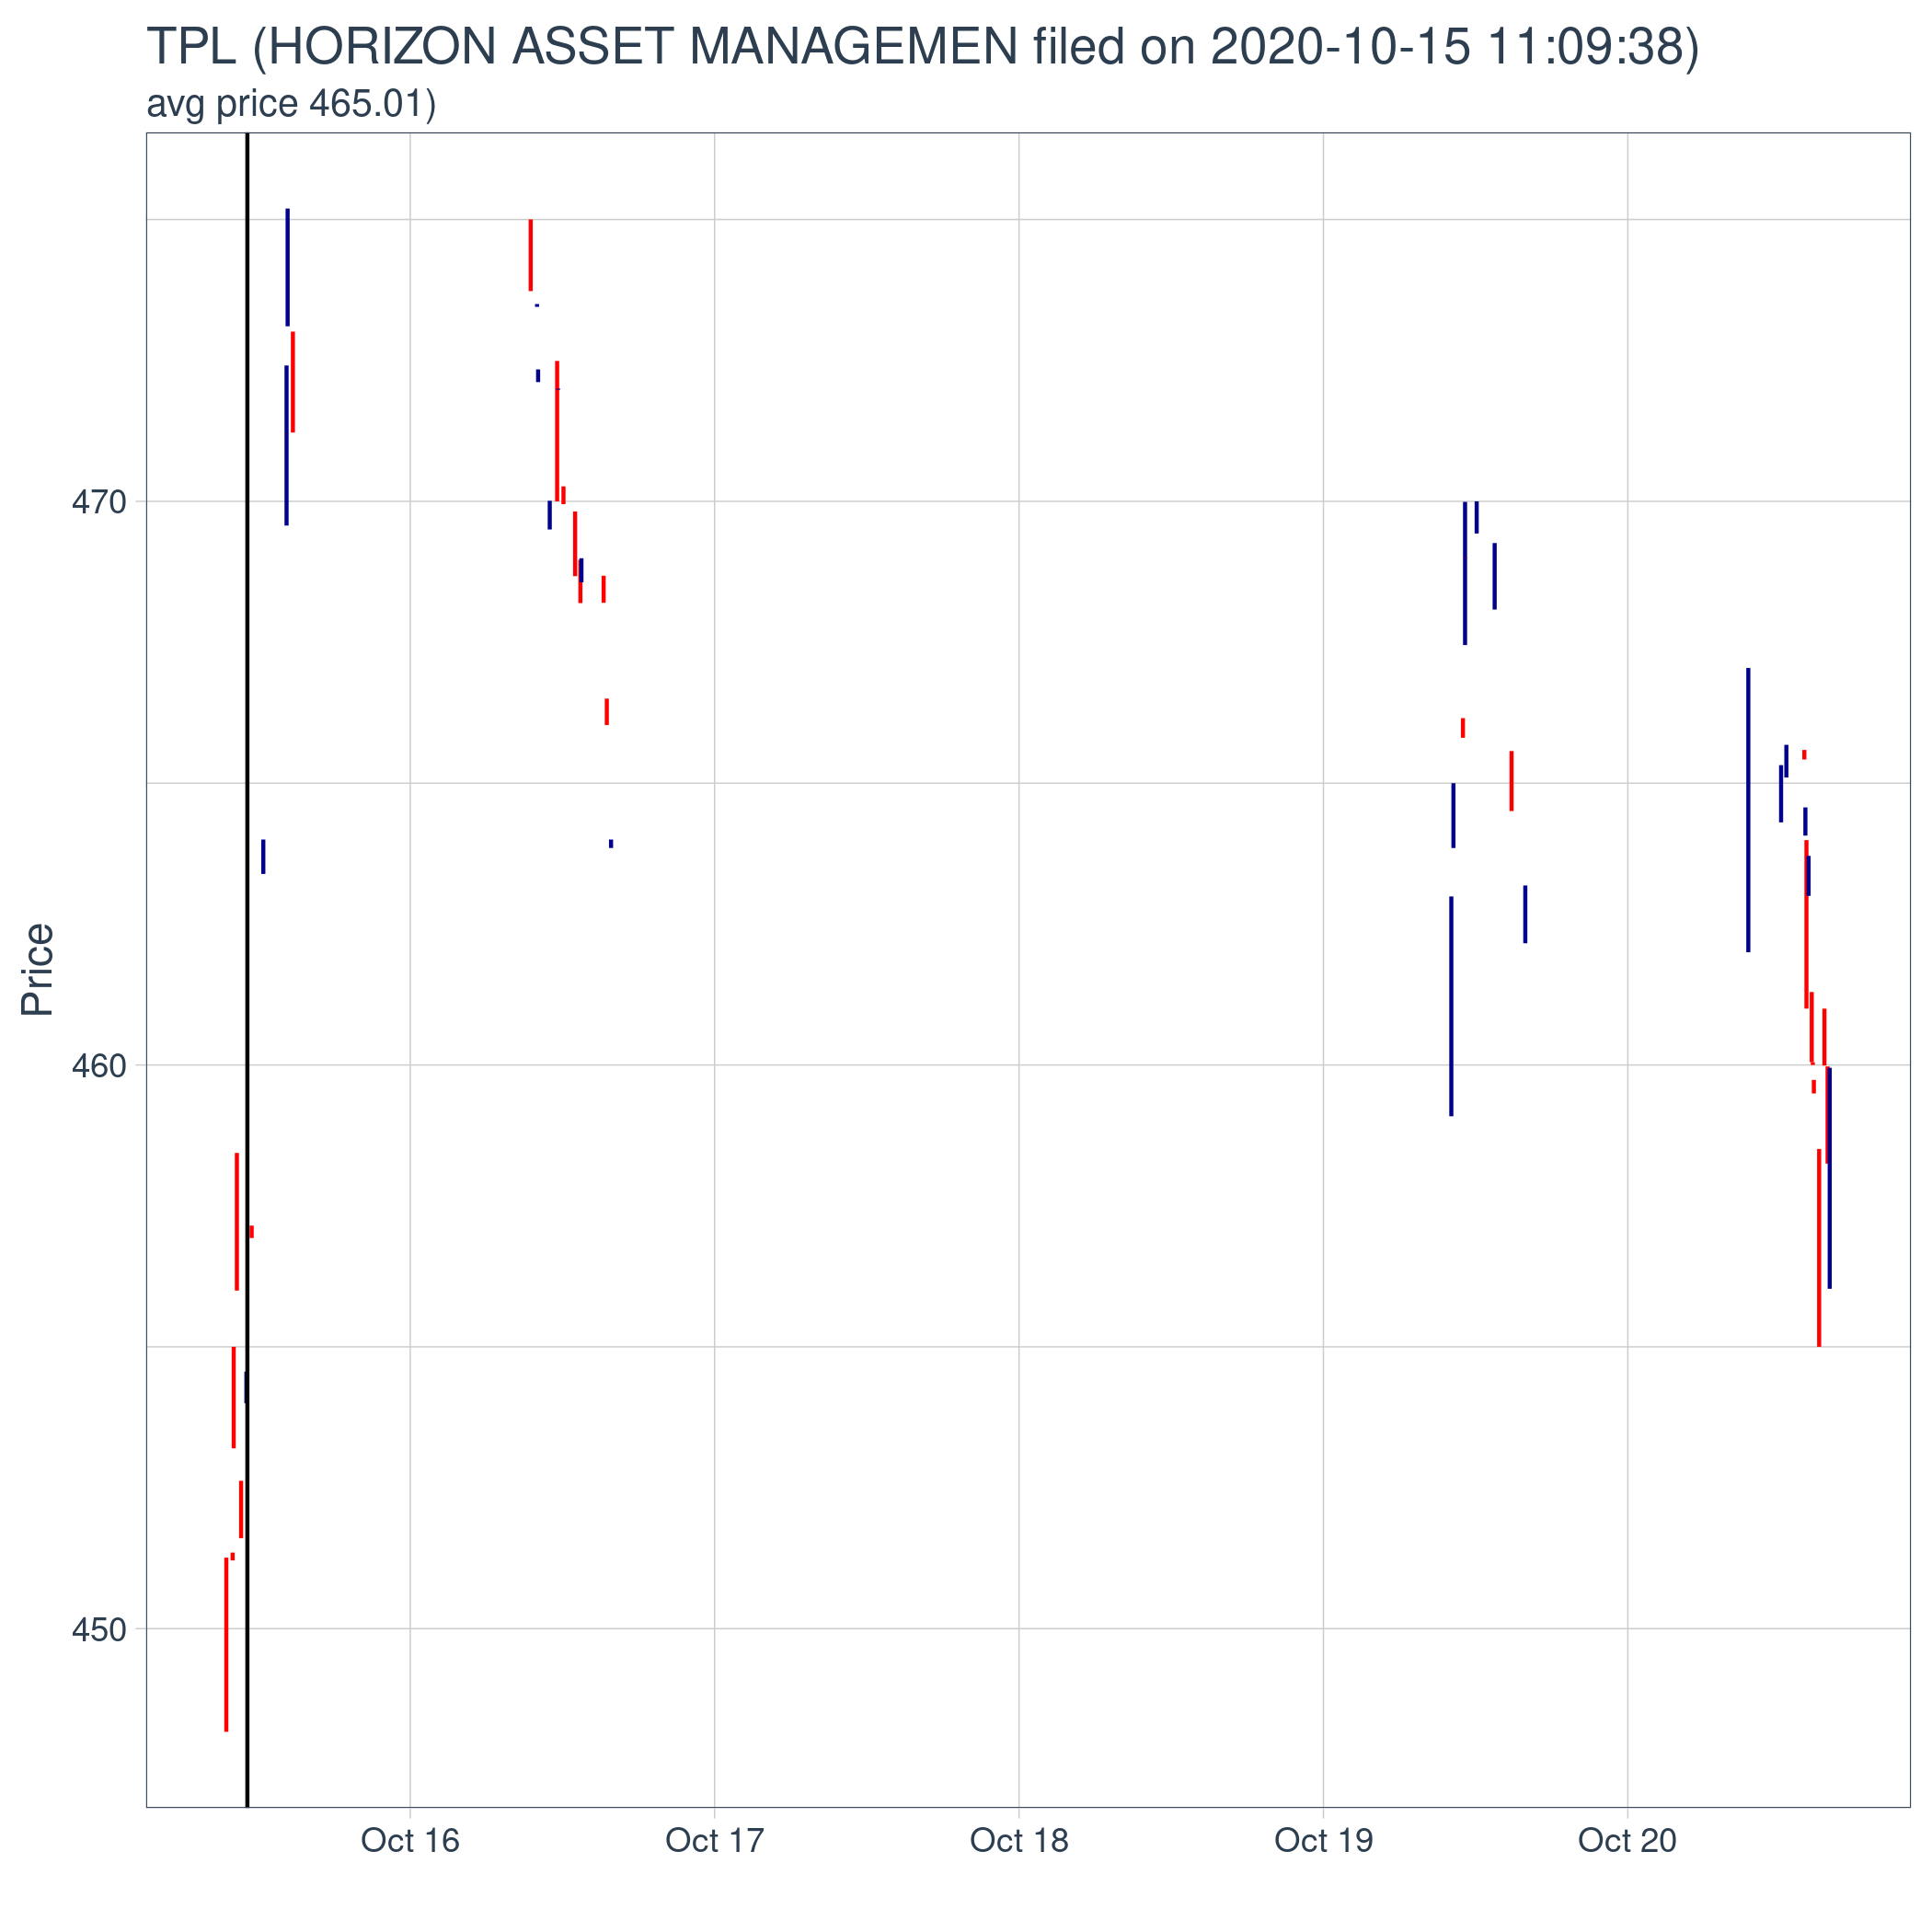 TPL (HORIZON ASSET MANAGEMEN filed on 2020-10-15 11:09:38)
avg price 465.01)
470
460
450
Price
Oct 16
Oct 17
Oct 18
Oct 19
Oct 20